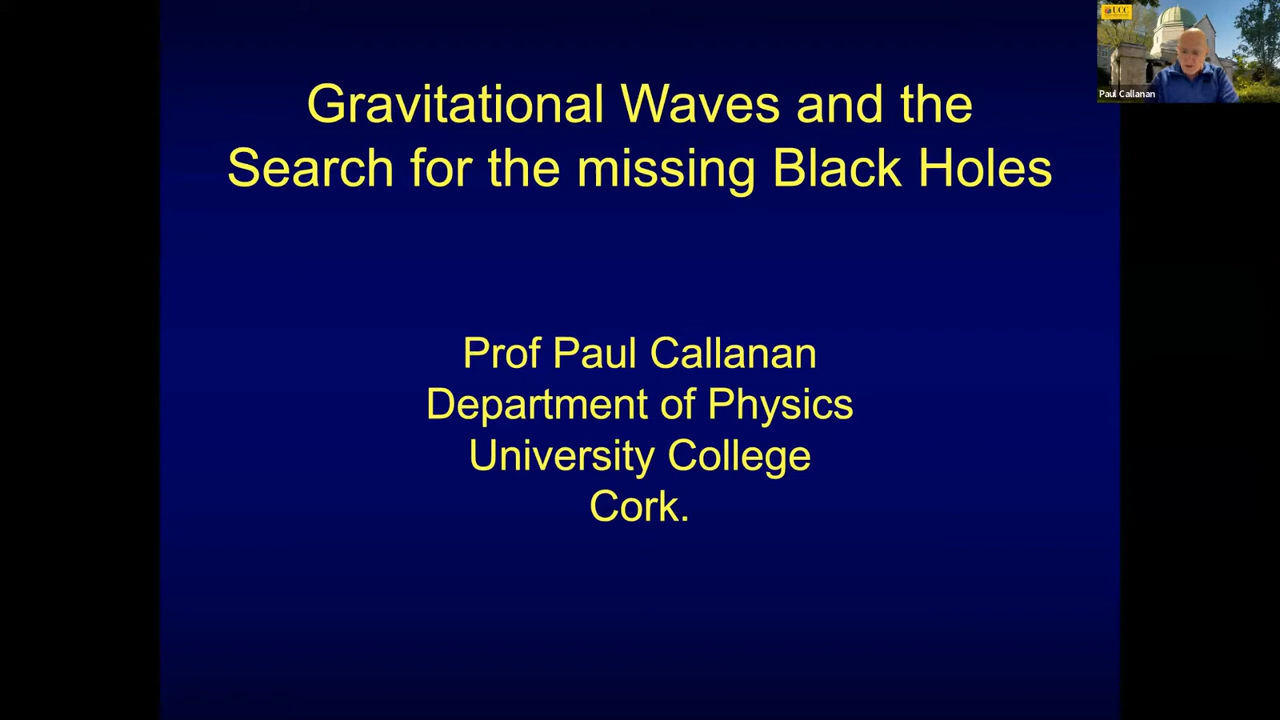 Gravitational Waves and the
Search for the missing Black Holes
Prof Paul Callanan
Department of Physics
University College
Cork.
UCC
Paul Callanan